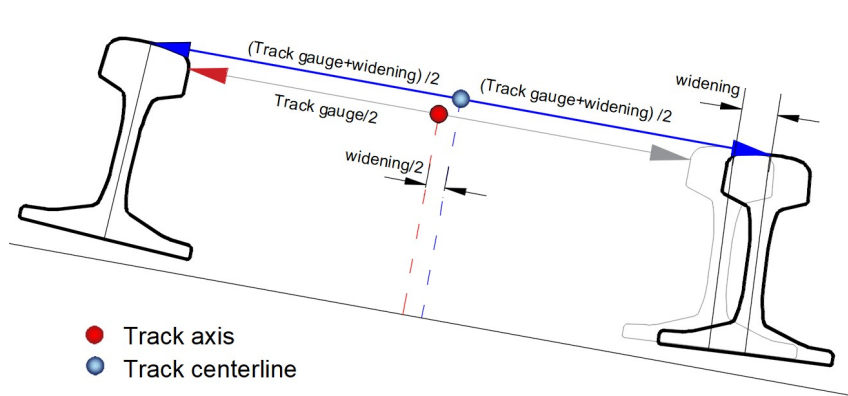 (Track gauge+widening) /2
(Track gauge+widening) /2
widening
Track gauge/2
widening/2
Track axis
Track centerline